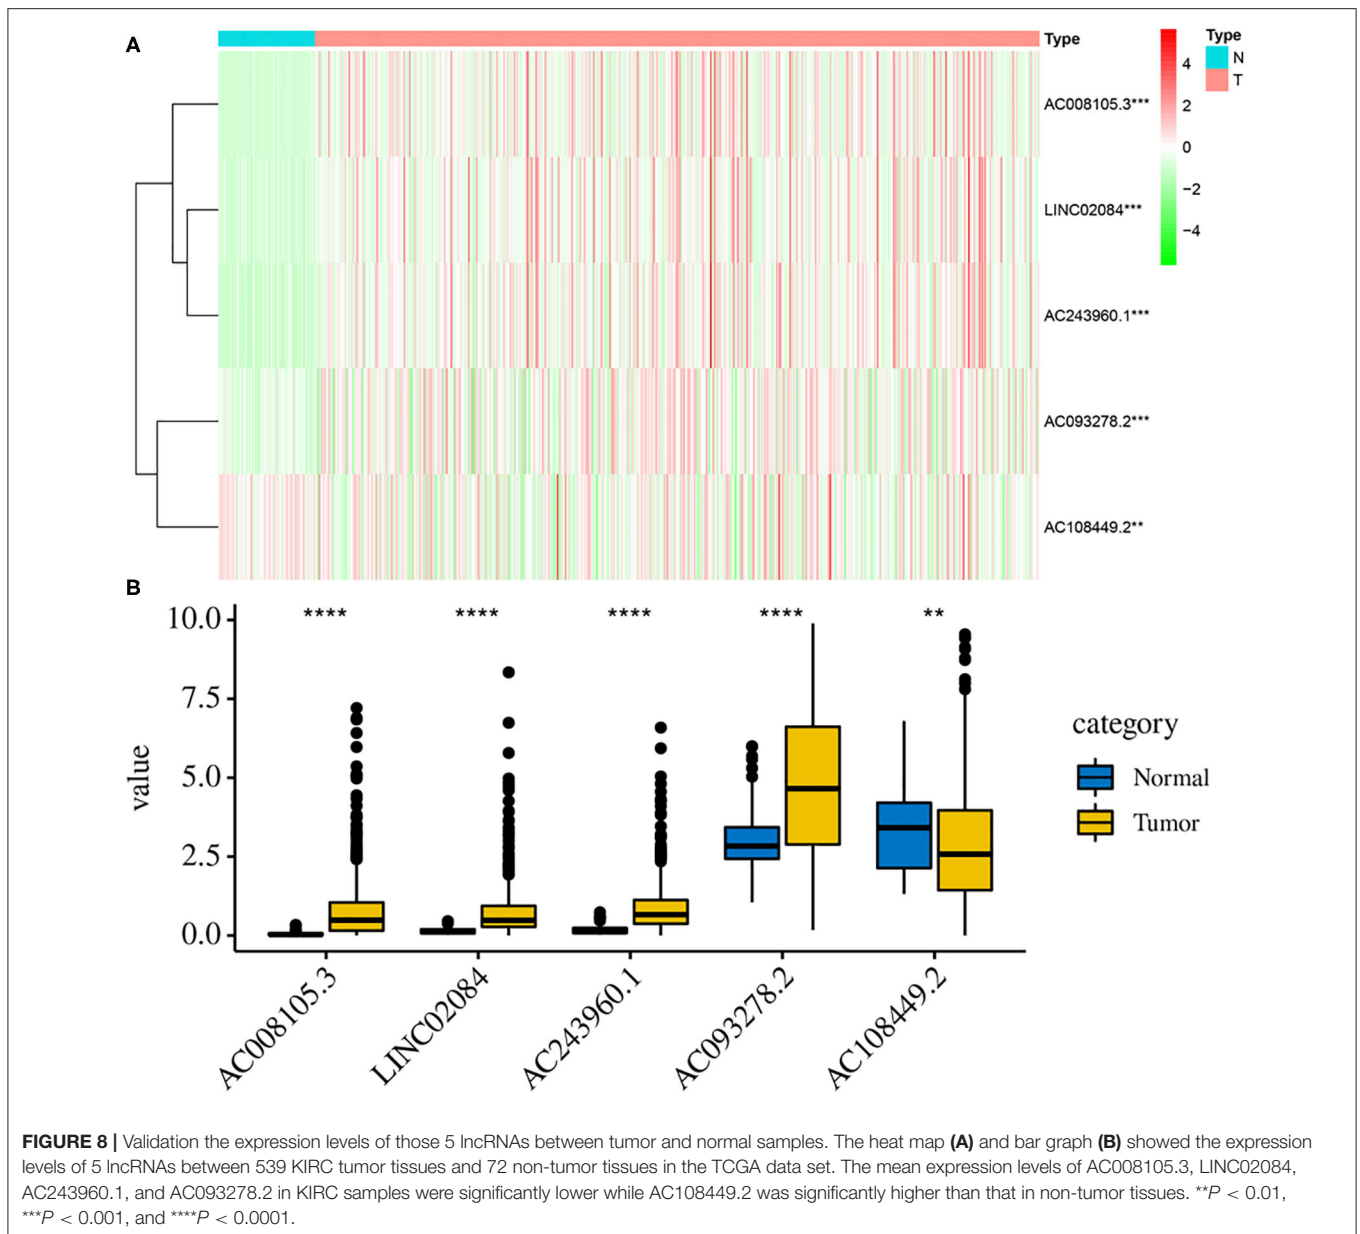 A
Type
Type
N
T
4
2
0
−2
−4
AC008105.3***
LINC02084***
AC243960.1***
AC093278.2***
AC108449.2**
B
**** **** **** **** **
10.0
7.5
5.0
2.5
0.0
value
AC008105.3
LINC02084
AC243960.1
AC093278.2
AC108449.2
category
Normal
Tumor
FIGURE 8 | Validation the expression levels of those 5 lncRNAs between tumor and normal samples. The heat map (A) and bar graph (B) showed the expression
levels of 5 lncRNAs between 539 KIRC tumor tissues and 72 non-tumor tissues in the TCGA data set. The mean expression levels of AC008105.3, LINC02084,
AC243960.1, and AC093278.2 in KIRC samples were significantly lower while AC108449.2 was significantly higher than that in non-tumor tissues. **P < 0.01,
***P < 0.001, and ****P < 0.0001.